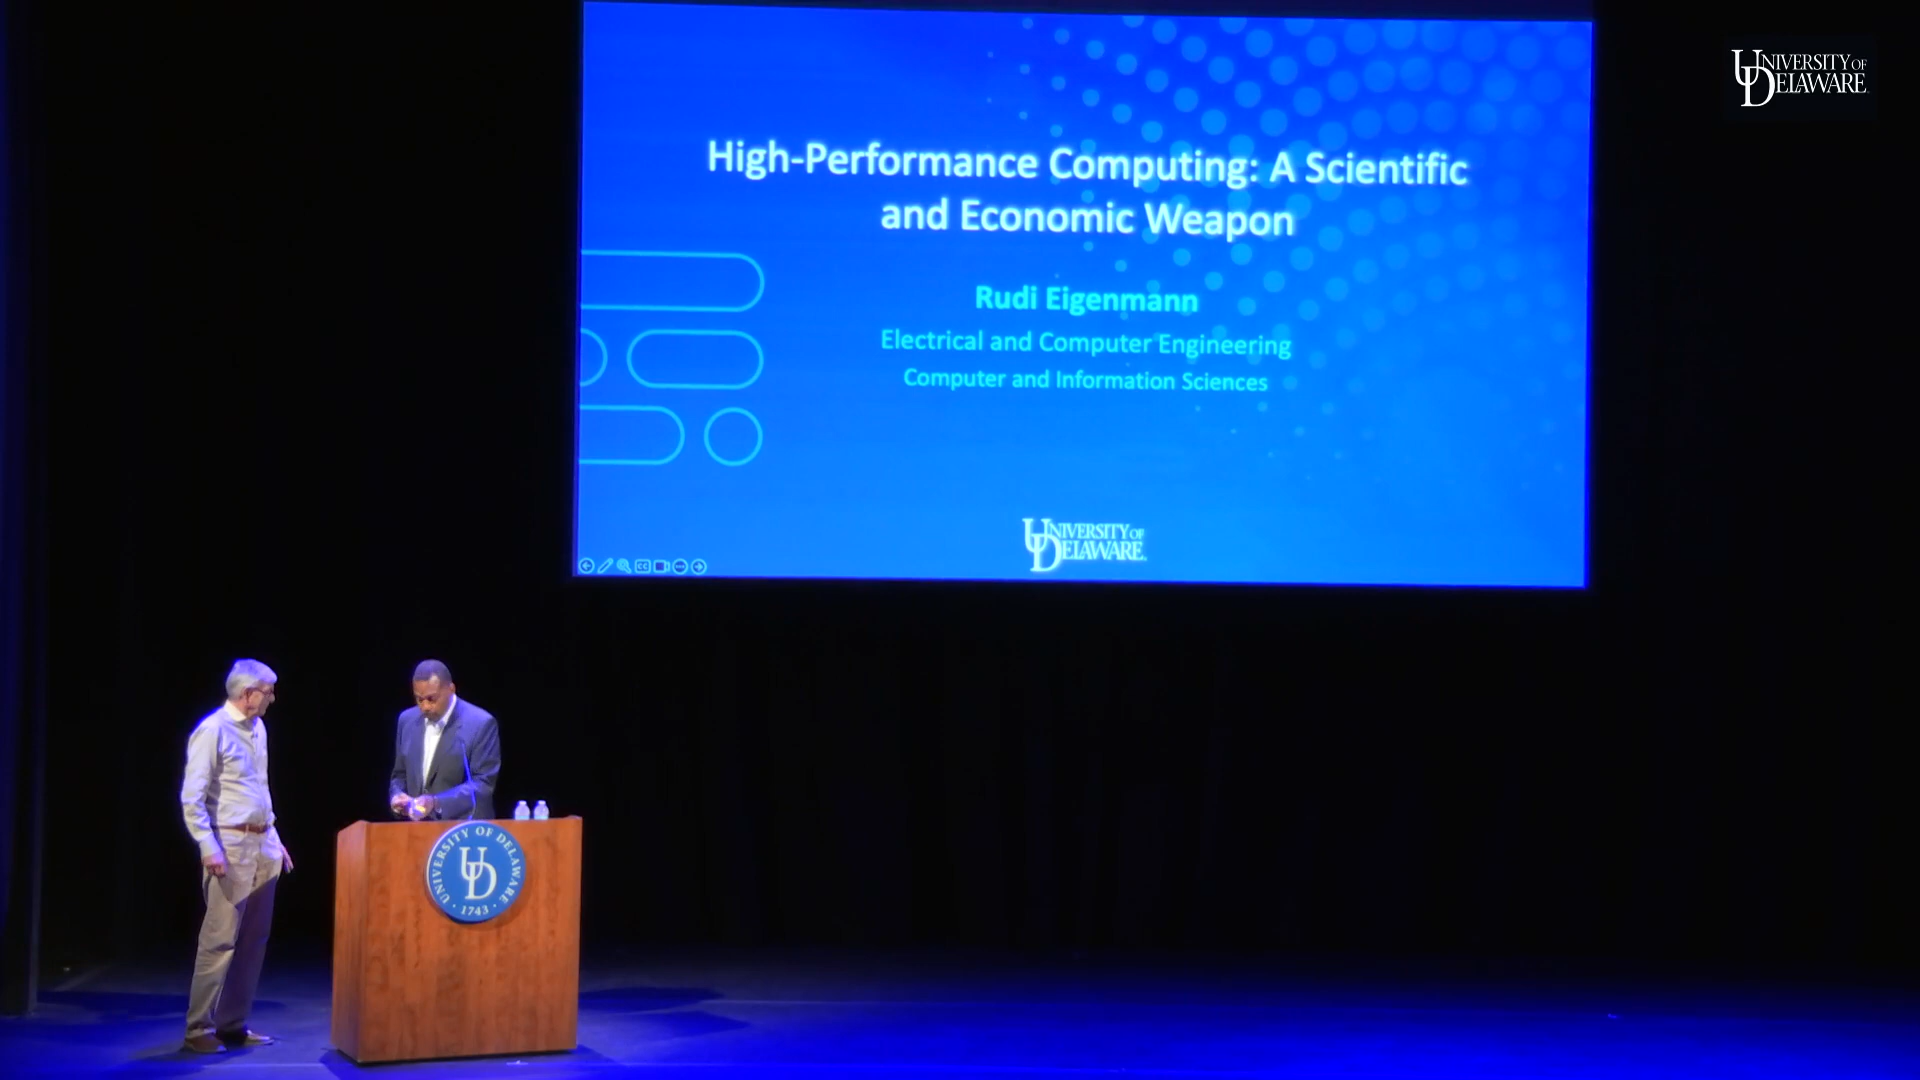 High-Performance Computing: A Scientific
and Economic Weapon
Rudi Eigenmann
Electrical and Computer Engineering
Computer and Information Sciences
UNIVERSITY OF
DELAWARE
CC
UNIVERSITY OF
DELAWARE
UNIVERSITY OF DELAWARE
UD
1743